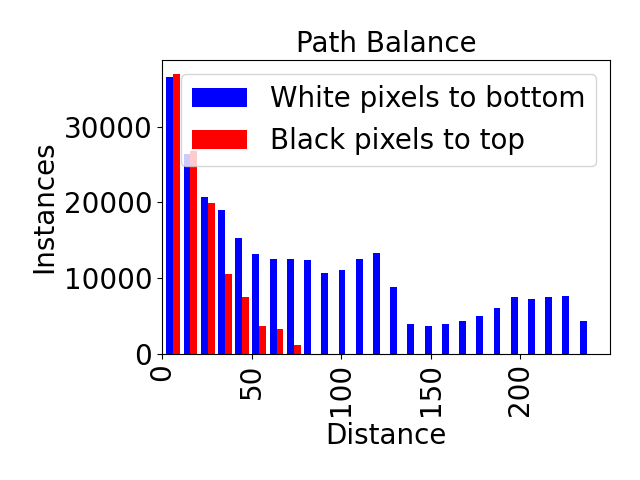 Path Balance
White pixels to bottom
Black pixels to top
Instances
30000
20000
10000
0
0
50
100
150
200
Distance